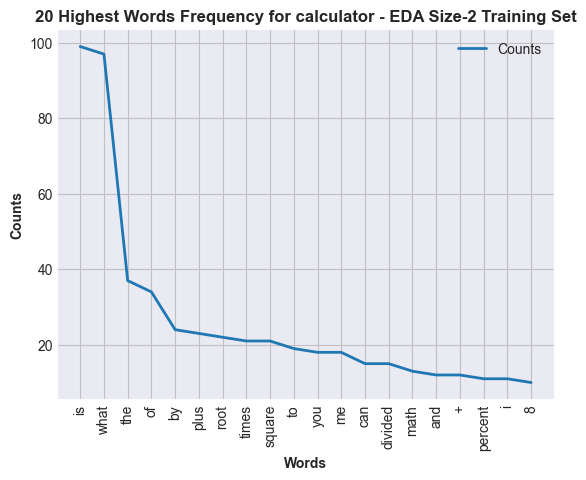 20 Highest Words Frequency for calculator - EDA Size-2 Training Set
Counts
100
80
60
40
20
Counts
is
what
the
of
by
plus
root
times
square
to
you
me
can
divided
math
and
+
percent
i
8
Words